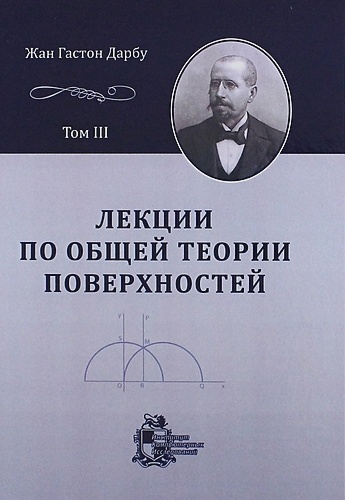 Жан Гастон Дарбу
Том III
ЛЕКЦИИ
ПО ОБЩЕЙ ТЕОРИИ
ПОВЕРХНОСТЕЙ
y P
S M
O R Q x
Институт
Компьютерных
Исследований